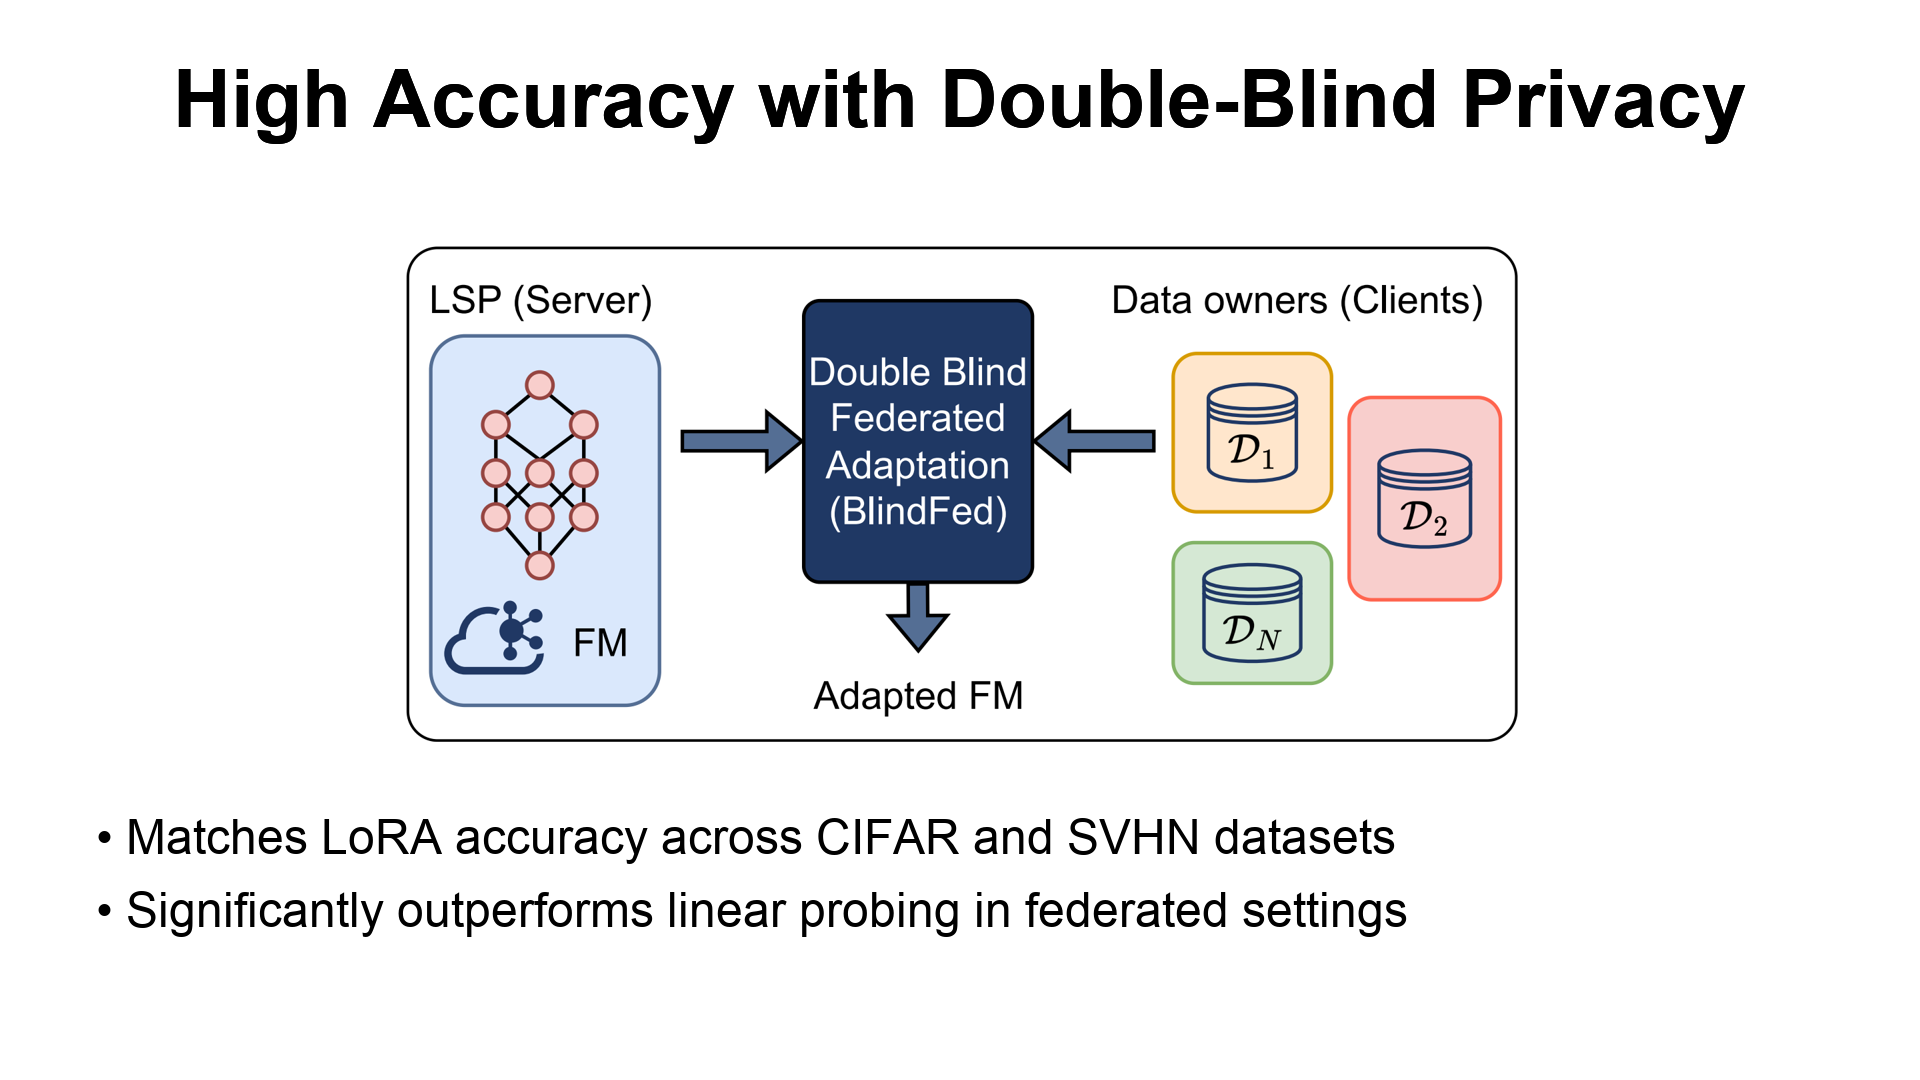 High Accuracy with Double-Blind Privacy
LSP (Server)
FM
Double Blind
Federated
Adaptation
(BlindFed)
Adapted FM
Data owners (Clients)
𝒟₁
𝒟₂
𝒟_N
• Matches LoRA accuracy across CIFAR and SVHN datasets
• Significantly outperforms linear probing in federated settings